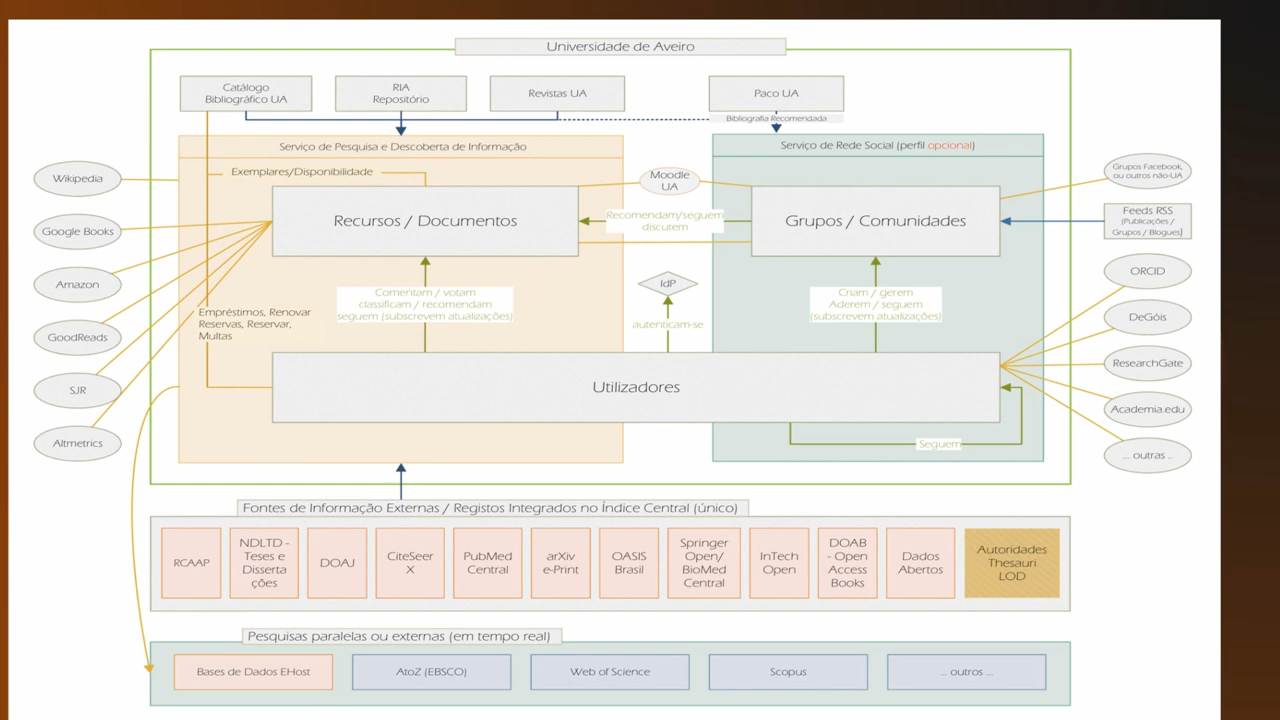 Universidade de Aveiro
Catálogo
Bibliográfico UA
RIA
Repositório
Revistas UA
Paco UA
Bibliografia Recomendada
Serviço de Pesquisa e Descoberta de Informação
Serviço de Rede Social (perfil opcional)
Exemplares/Disponibilidade
Moodle
UA
Wikipedia
Google Books
Amazon
GoodReads
SJR
Altmetrics
Recursos / Documentos
Recomendam/seguem
discutem
Grupos / Comunidades
Grupos Facebook,
ou outros não-UA
Feeds RSS
(Publicações /
Grupos / Blogues)
ORCID
DeGóis
ResearchGate
Academia.edu
... outras ..
Empréstimos, Renovar
Reservas, Reservar,
Multas
Comentam / votam
classificam / recomendam
seguem (subscrevem atualizações)
IdP
autenticam-se
Criam / gerem
Aderem / seguem
(subscrevem atualizações)
Utilizadores
Seguem
Fontes de Informação Externas / Registos Integrados no Índice Central (único)
RCAAP
NDLTD -
Teses e
Disserta
ções
DOAJ
CiteSeer
X
PubMed
Central
arXiv
e-Print
OASIS
Brasil
Springer
Open/
BioMed
Central
InTech
Open
DOAB
- Open
Access
Books
Dados
Abertos
Autoridades
Thesauri
LOD
Pesquisas paralelas ou externas (em tempo real)
Bases de Dados EHost
AtoZ (EBSCO)
Web of Science
Scopus
... outros ...